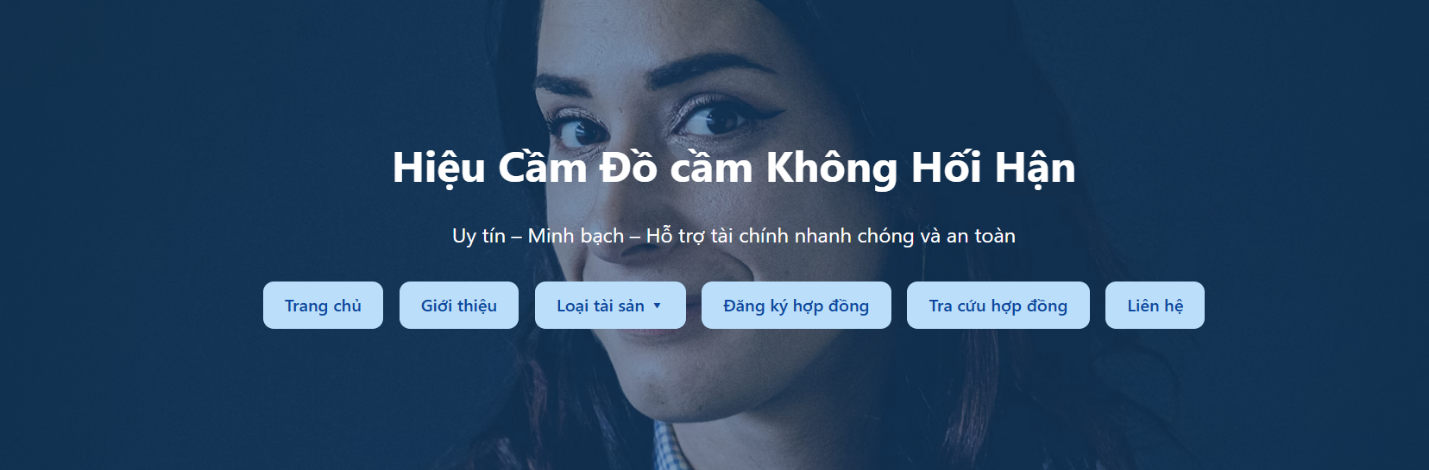 Hiệu Cầm Đồ cầm Không Hối Hận
Uy tín – Minh bạch – Hỗ trợ tài chính nhanh chóng và an toàn
Trang chủ Giới thiệu Loại tài sản ▼ Đăng ký hợp đồng Tra cứu hợp đồng Liên hệ